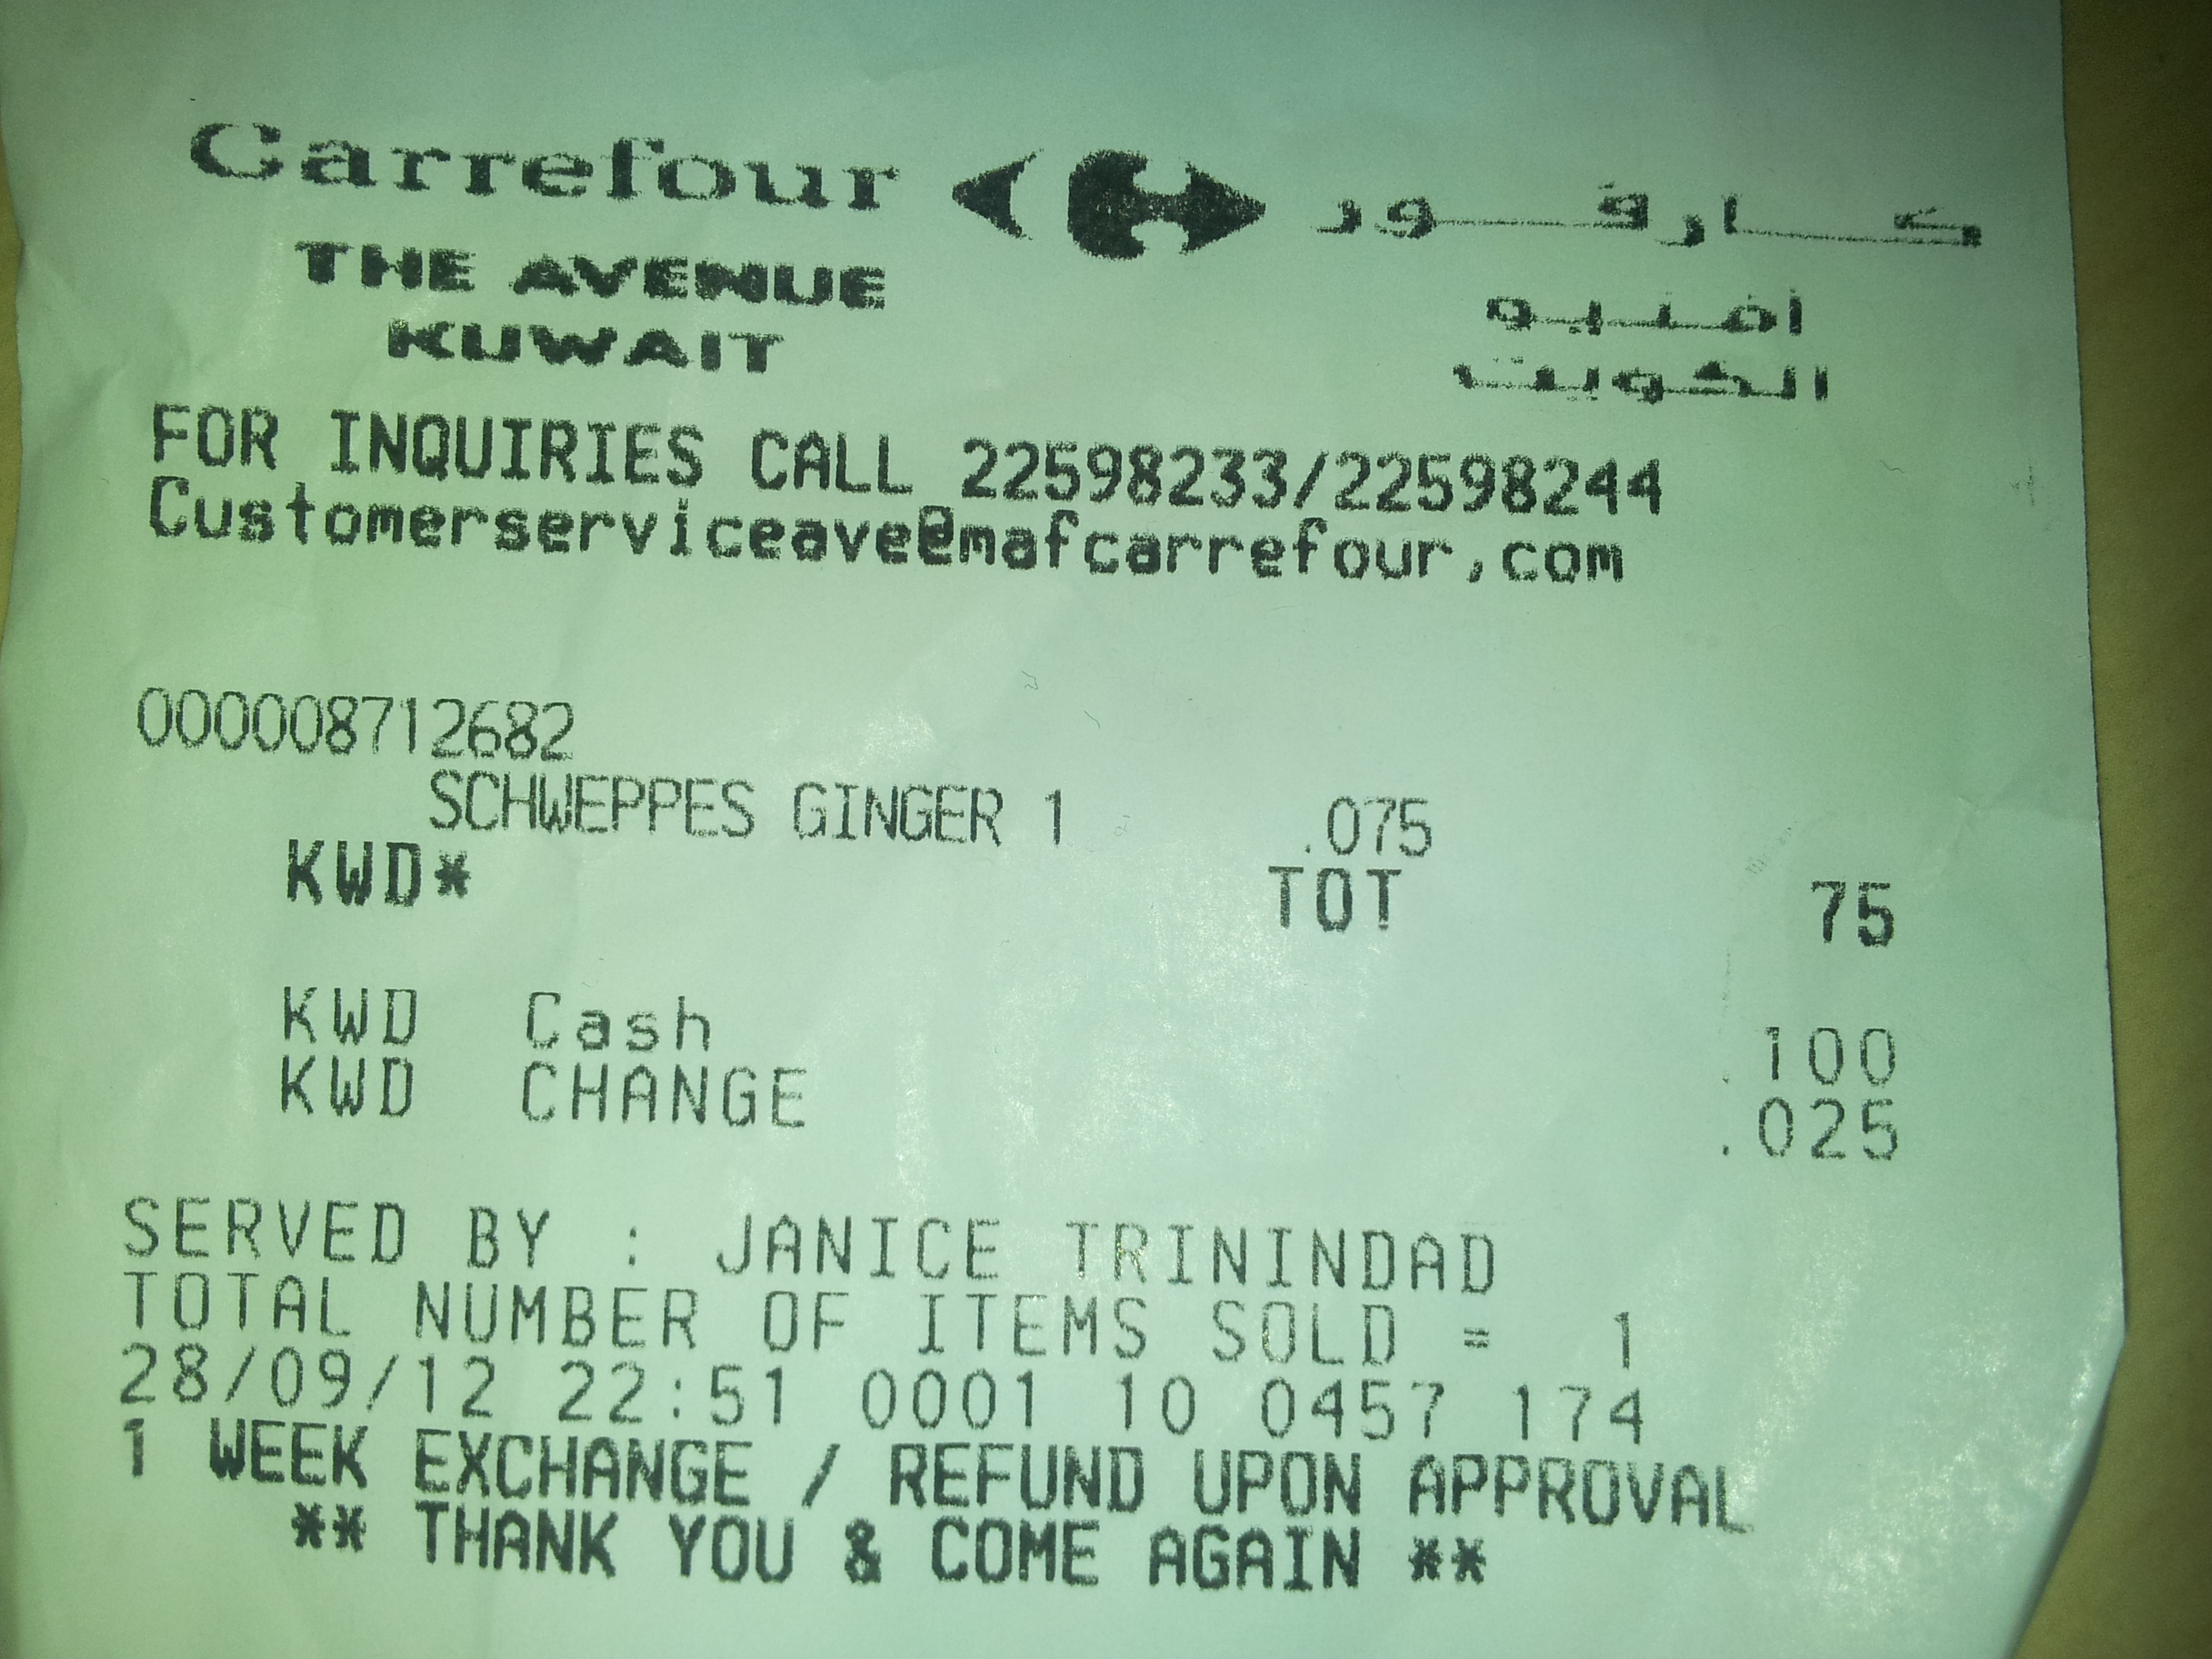 Carrefour كارفور
THE AVENUE افنيو
KUWAIT الكويت
FOR INQUIRIES CALL 22598233/22598244
Customerserviceave@mafcarrefour,com
000008712682
SCHWEPPES GINGER 1 .075
KWD* TOT 75
KWD Cash .100
KWD CHANGE .025
SERVED BY : JANICE TRININDAD
TOTAL NUMBER OF ITEMS SOLD = 1
28/09/12 22:51 0001 10 0457 174
1 WEEK EXCHANGE / REFUND UPON APPROVAL
** THANK YOU & COME AGAIN **